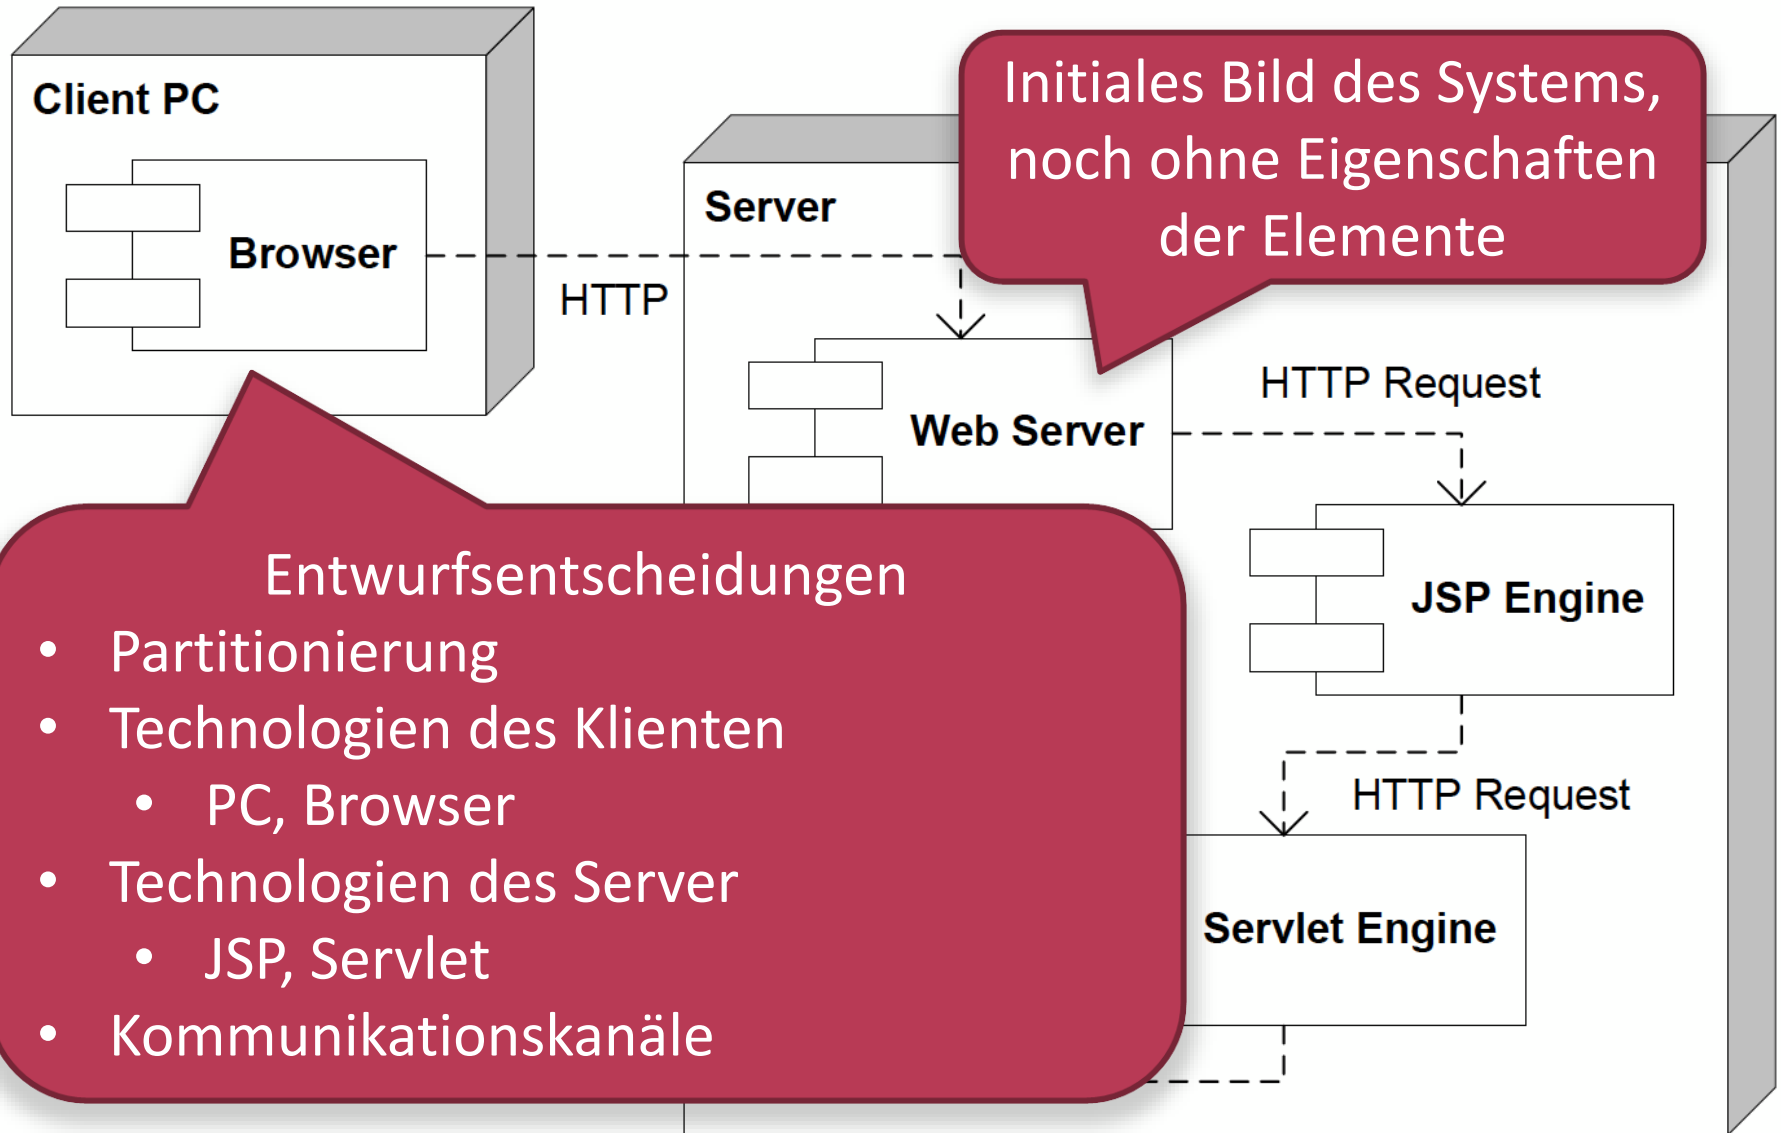 Client PC
Browser
HTTP
Server
Initiales Bild des Systems,
noch ohne Eigenschaften
der Elemente
Web Server
HTTP Request
JSP Engine
HTTP Request
Servlet Engine
Entwurfsentscheidungen
• Partitionierung
• Technologien des Klienten
• PC, Browser
• Technologien des Server
• JSP, Servlet
• Kommunikationskanäle